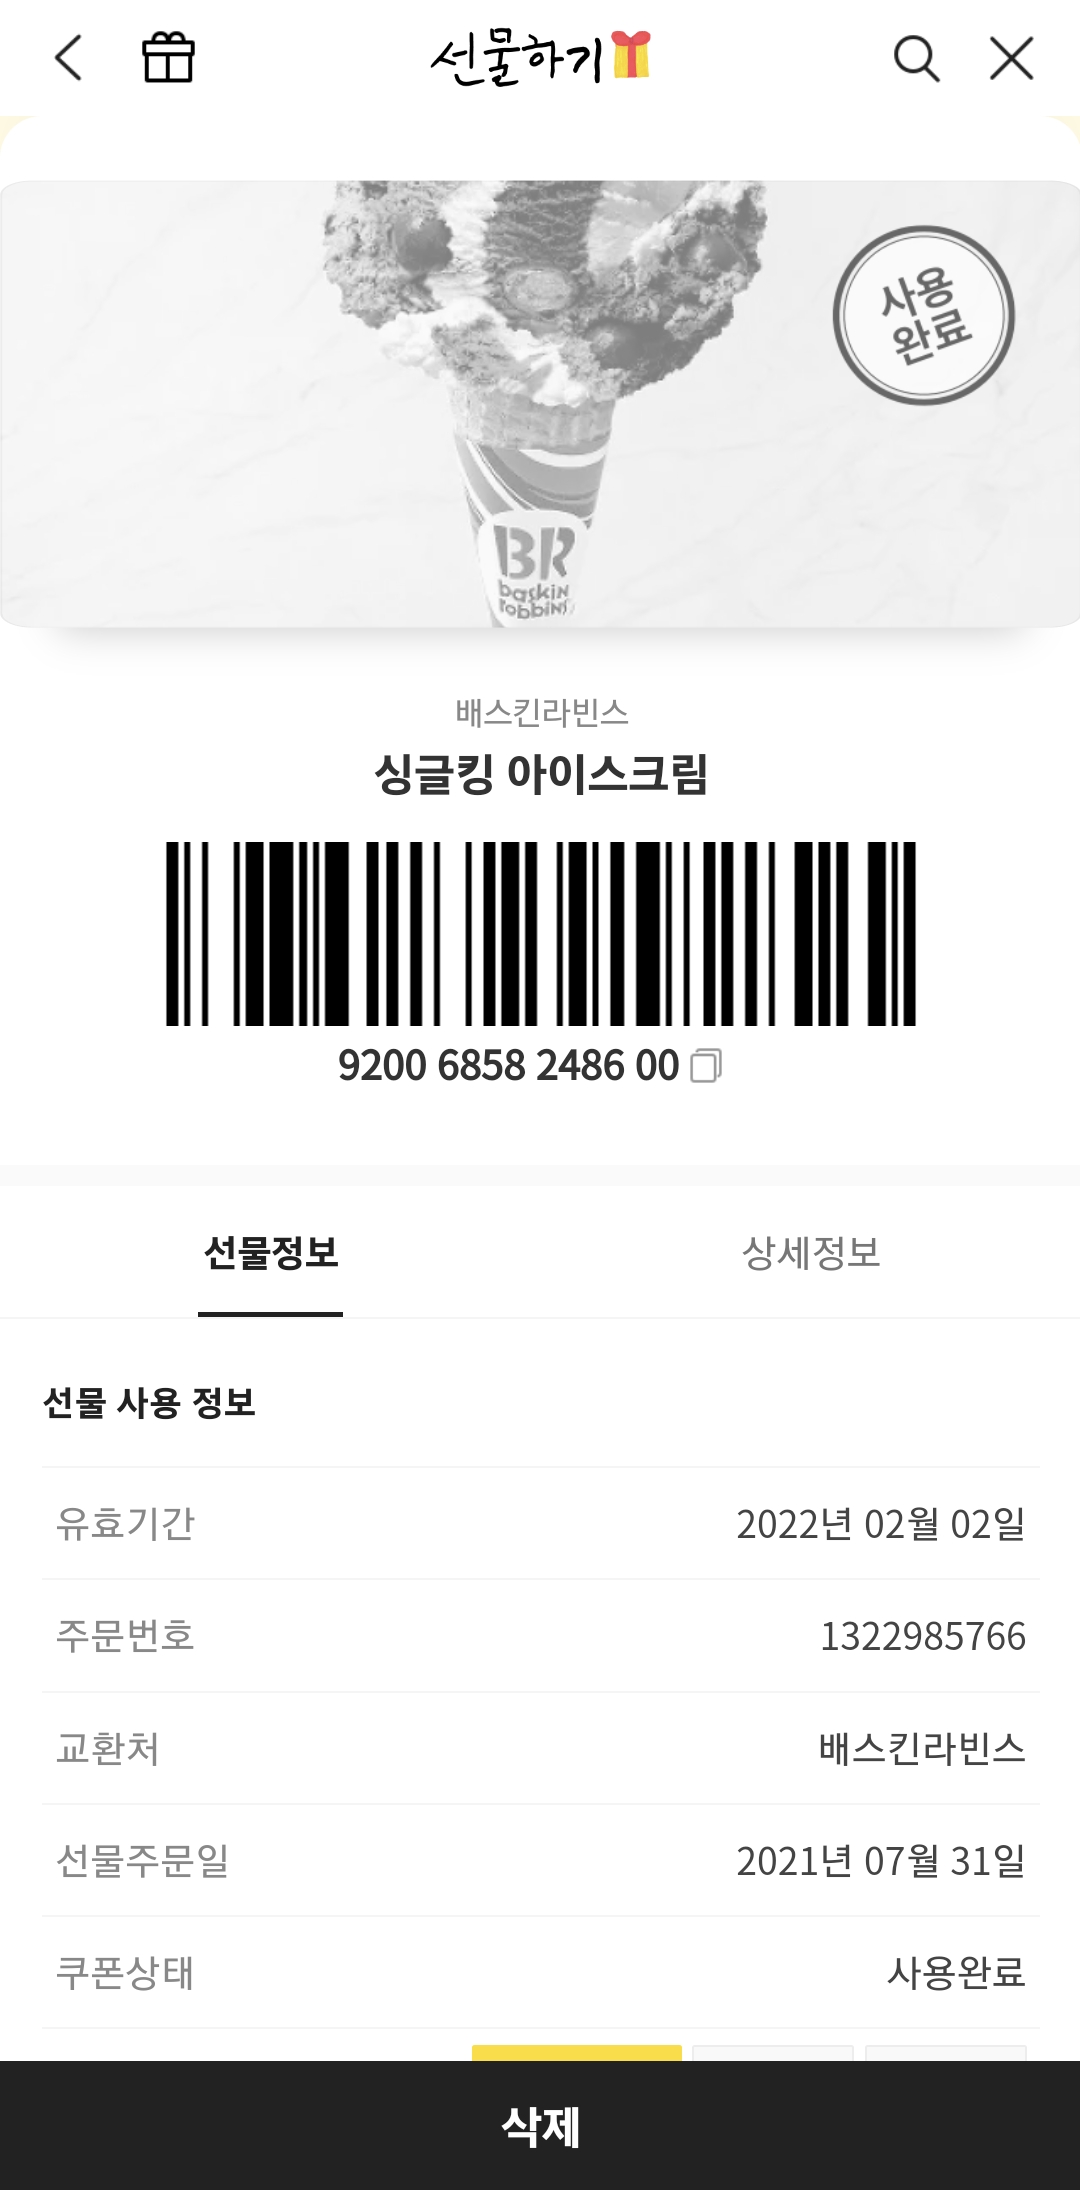 선물하기
사용
완료
BR
baskin
robbins
배스킨라빈스
싱글킹 아이스크림
9200 6858 2486 00
선물정보
상세정보
선물 사용 정보
유효기간 2022년 02월 02일
주문번호 1322985766
교환처 배스킨라빈스
선물주문일 2021년 07월 31일
쿠폰상태 사용완료
삭제